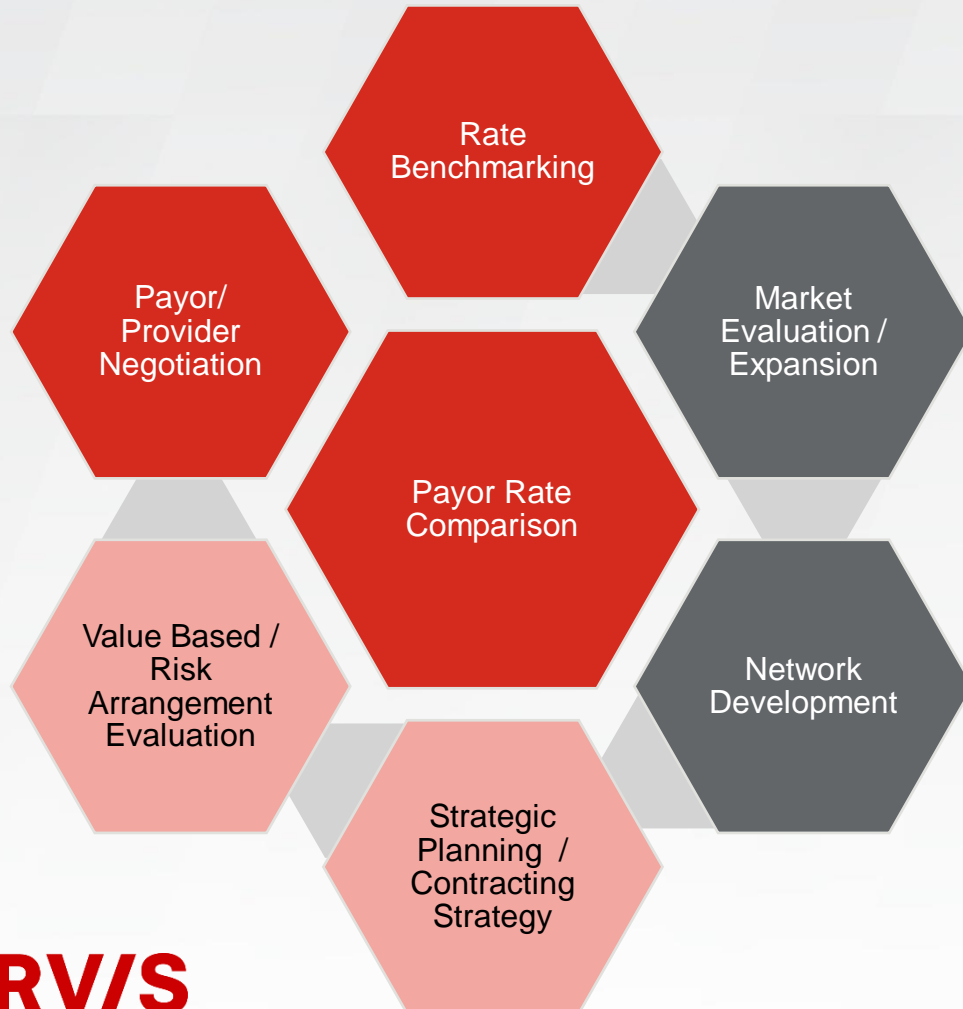 Rate
Benchmarking
Payor/
Provider
Negotiation
Market
Evaluation /
Expansion
Payor Rate
Comparison
Value Based /
Risk
Arrangement
Evaluation
Network
Development
Strategic
Planning /
Contracting
Strategy
RV/S